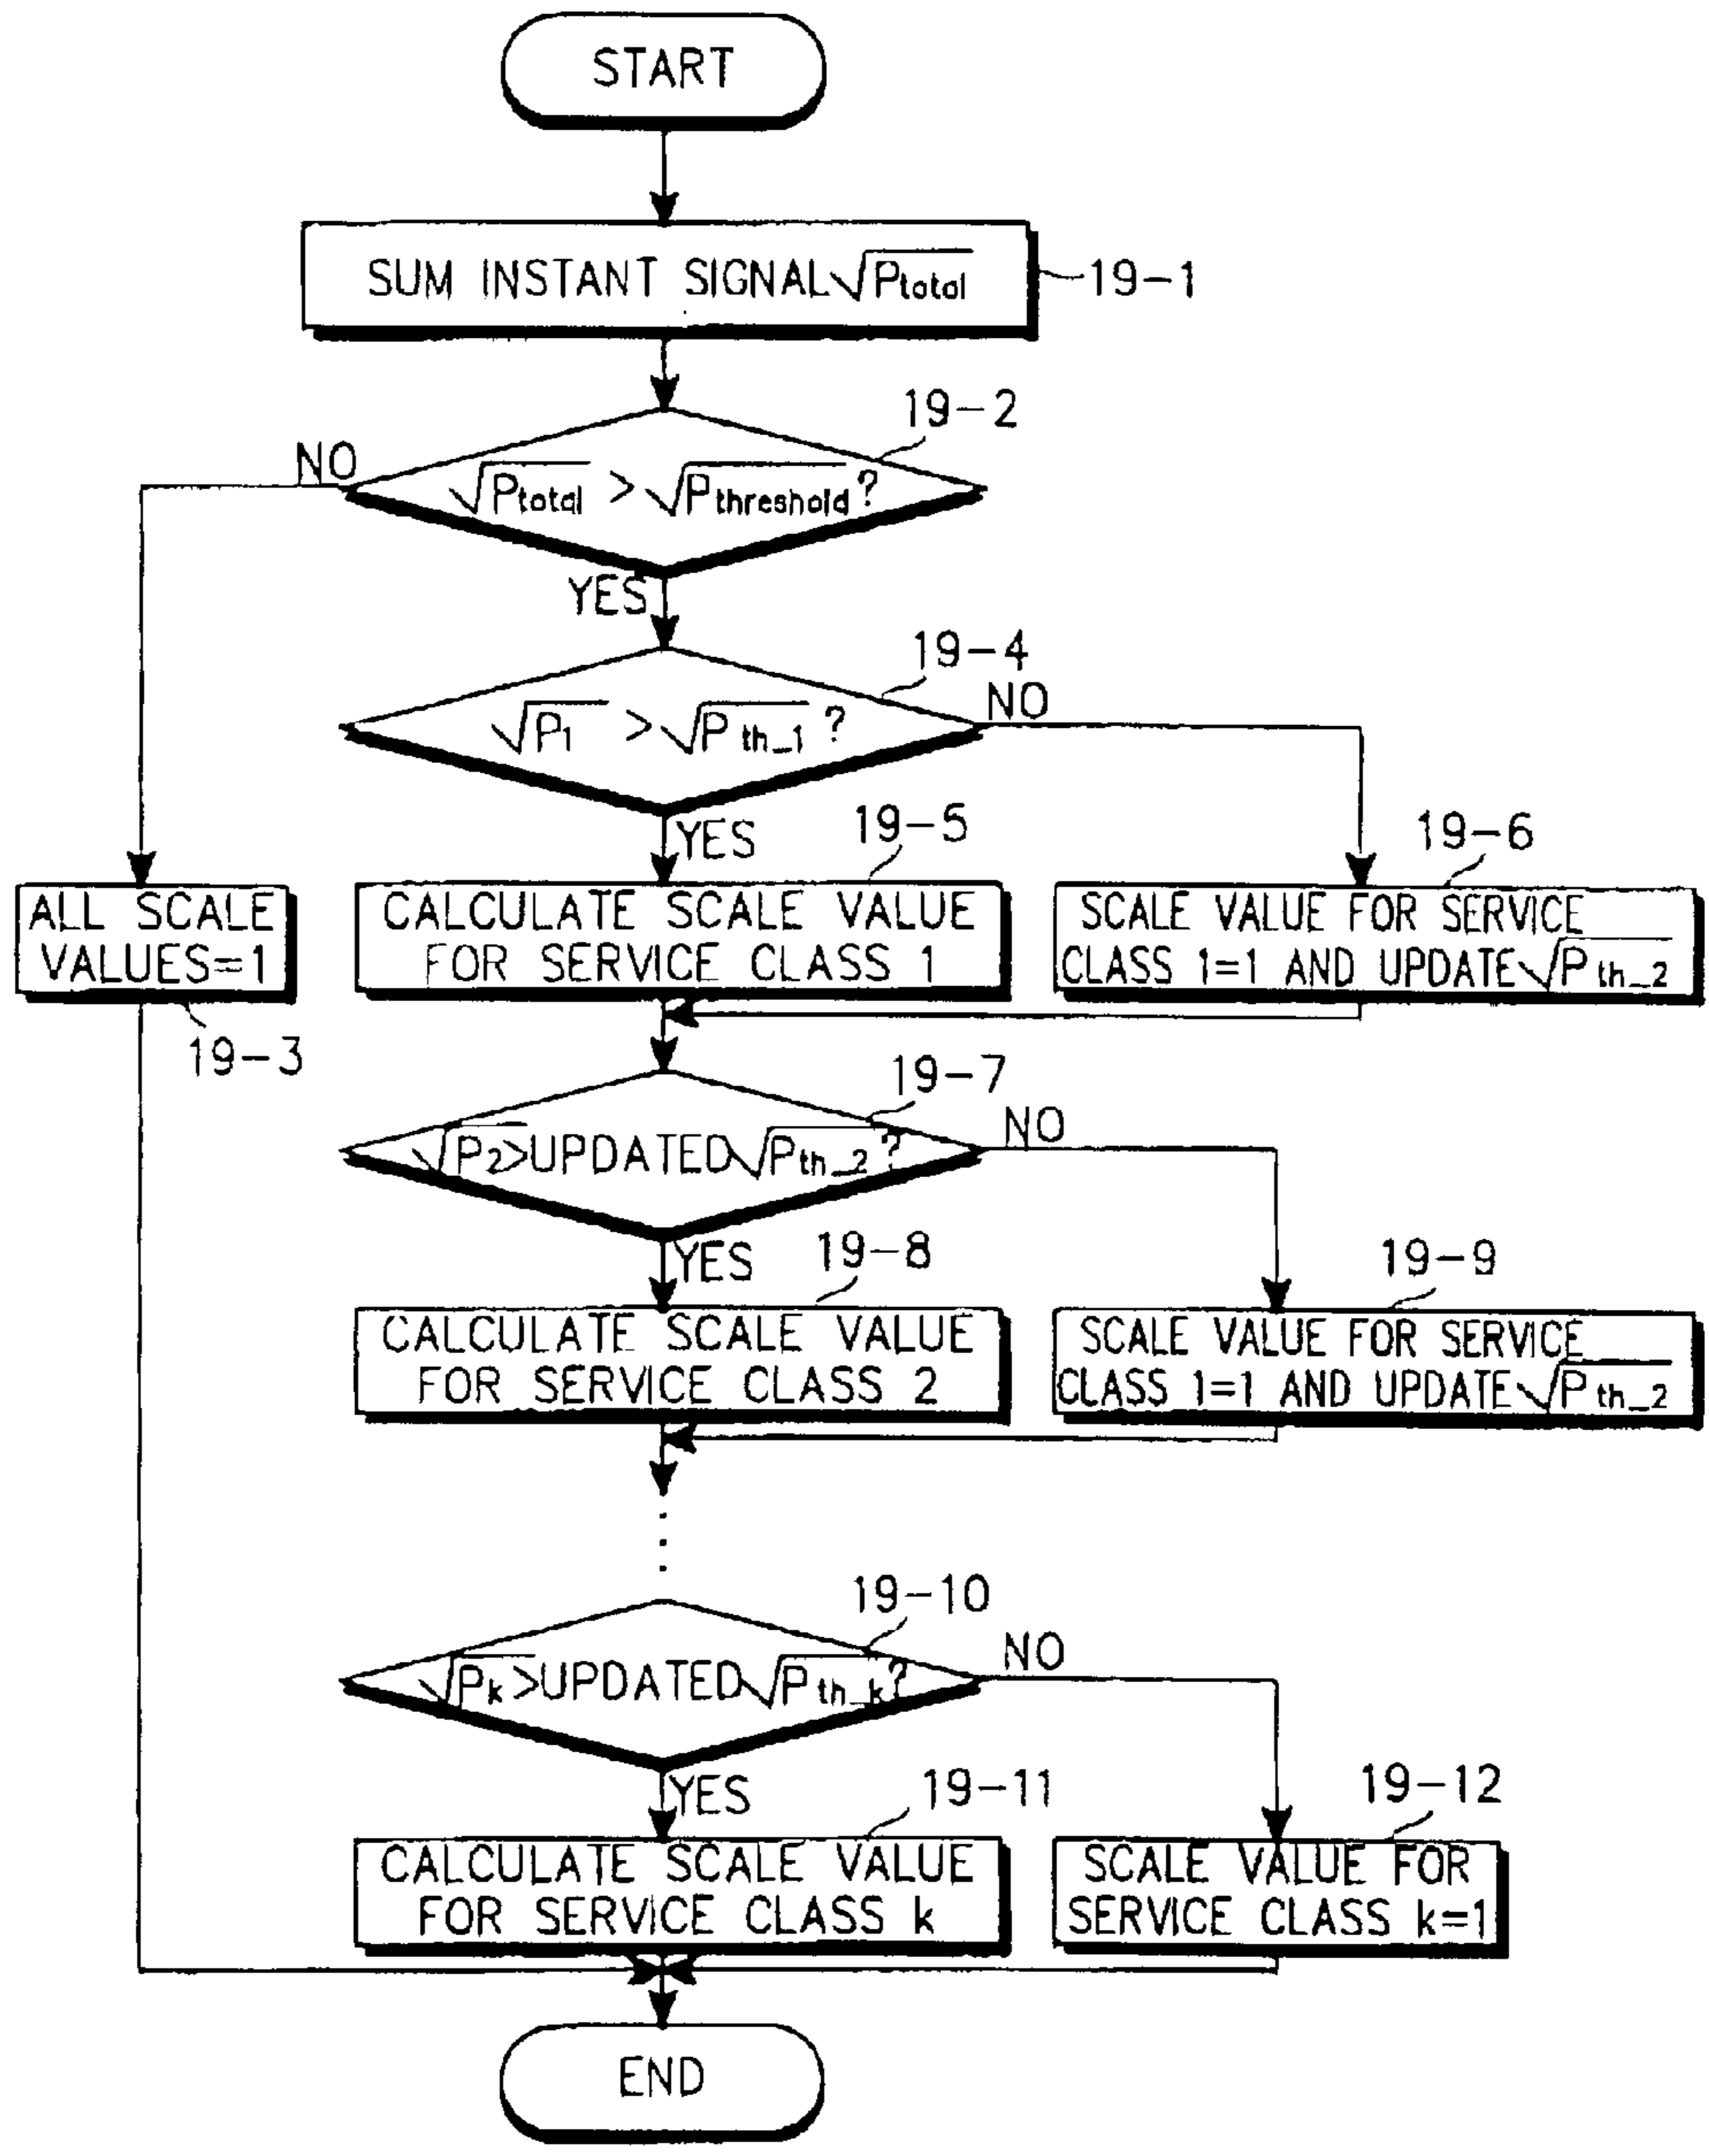 START
SUM INSTANT SIGNAL √Ptotal
19-1
19-2
NO
√Ptotal > √Pthreshold ?
YES
19-4
NO
√P1 > √Pth_1 ?
19-5
YES
19-6
ALL SCALE
VALUES=1
CALCULATE SCALE VALUE
FOR SERVICE CLASS 1
SCALE VALUE FOR SERVICE
CLASS 1=1 AND UPDATE √Pth_2
19-3
19-7
NO
√P2 > UPDATED √Pth_2 ?
YES
19-8
19-9
CALCULATE SCALE VALUE
FOR SERVICE CLASS 2
SCALE VALUE FOR SERVICE
CLASS 1=1 AND UPDATE √Pth_2
19-10
NO
√Pk > UPDATED √Pth_k ?
YES
19-11
19-12
CALCULATE SCALE VALUE
FOR SERVICE CLASS k
SCALE VALUE FOR
SERVICE CLASS k=1
END